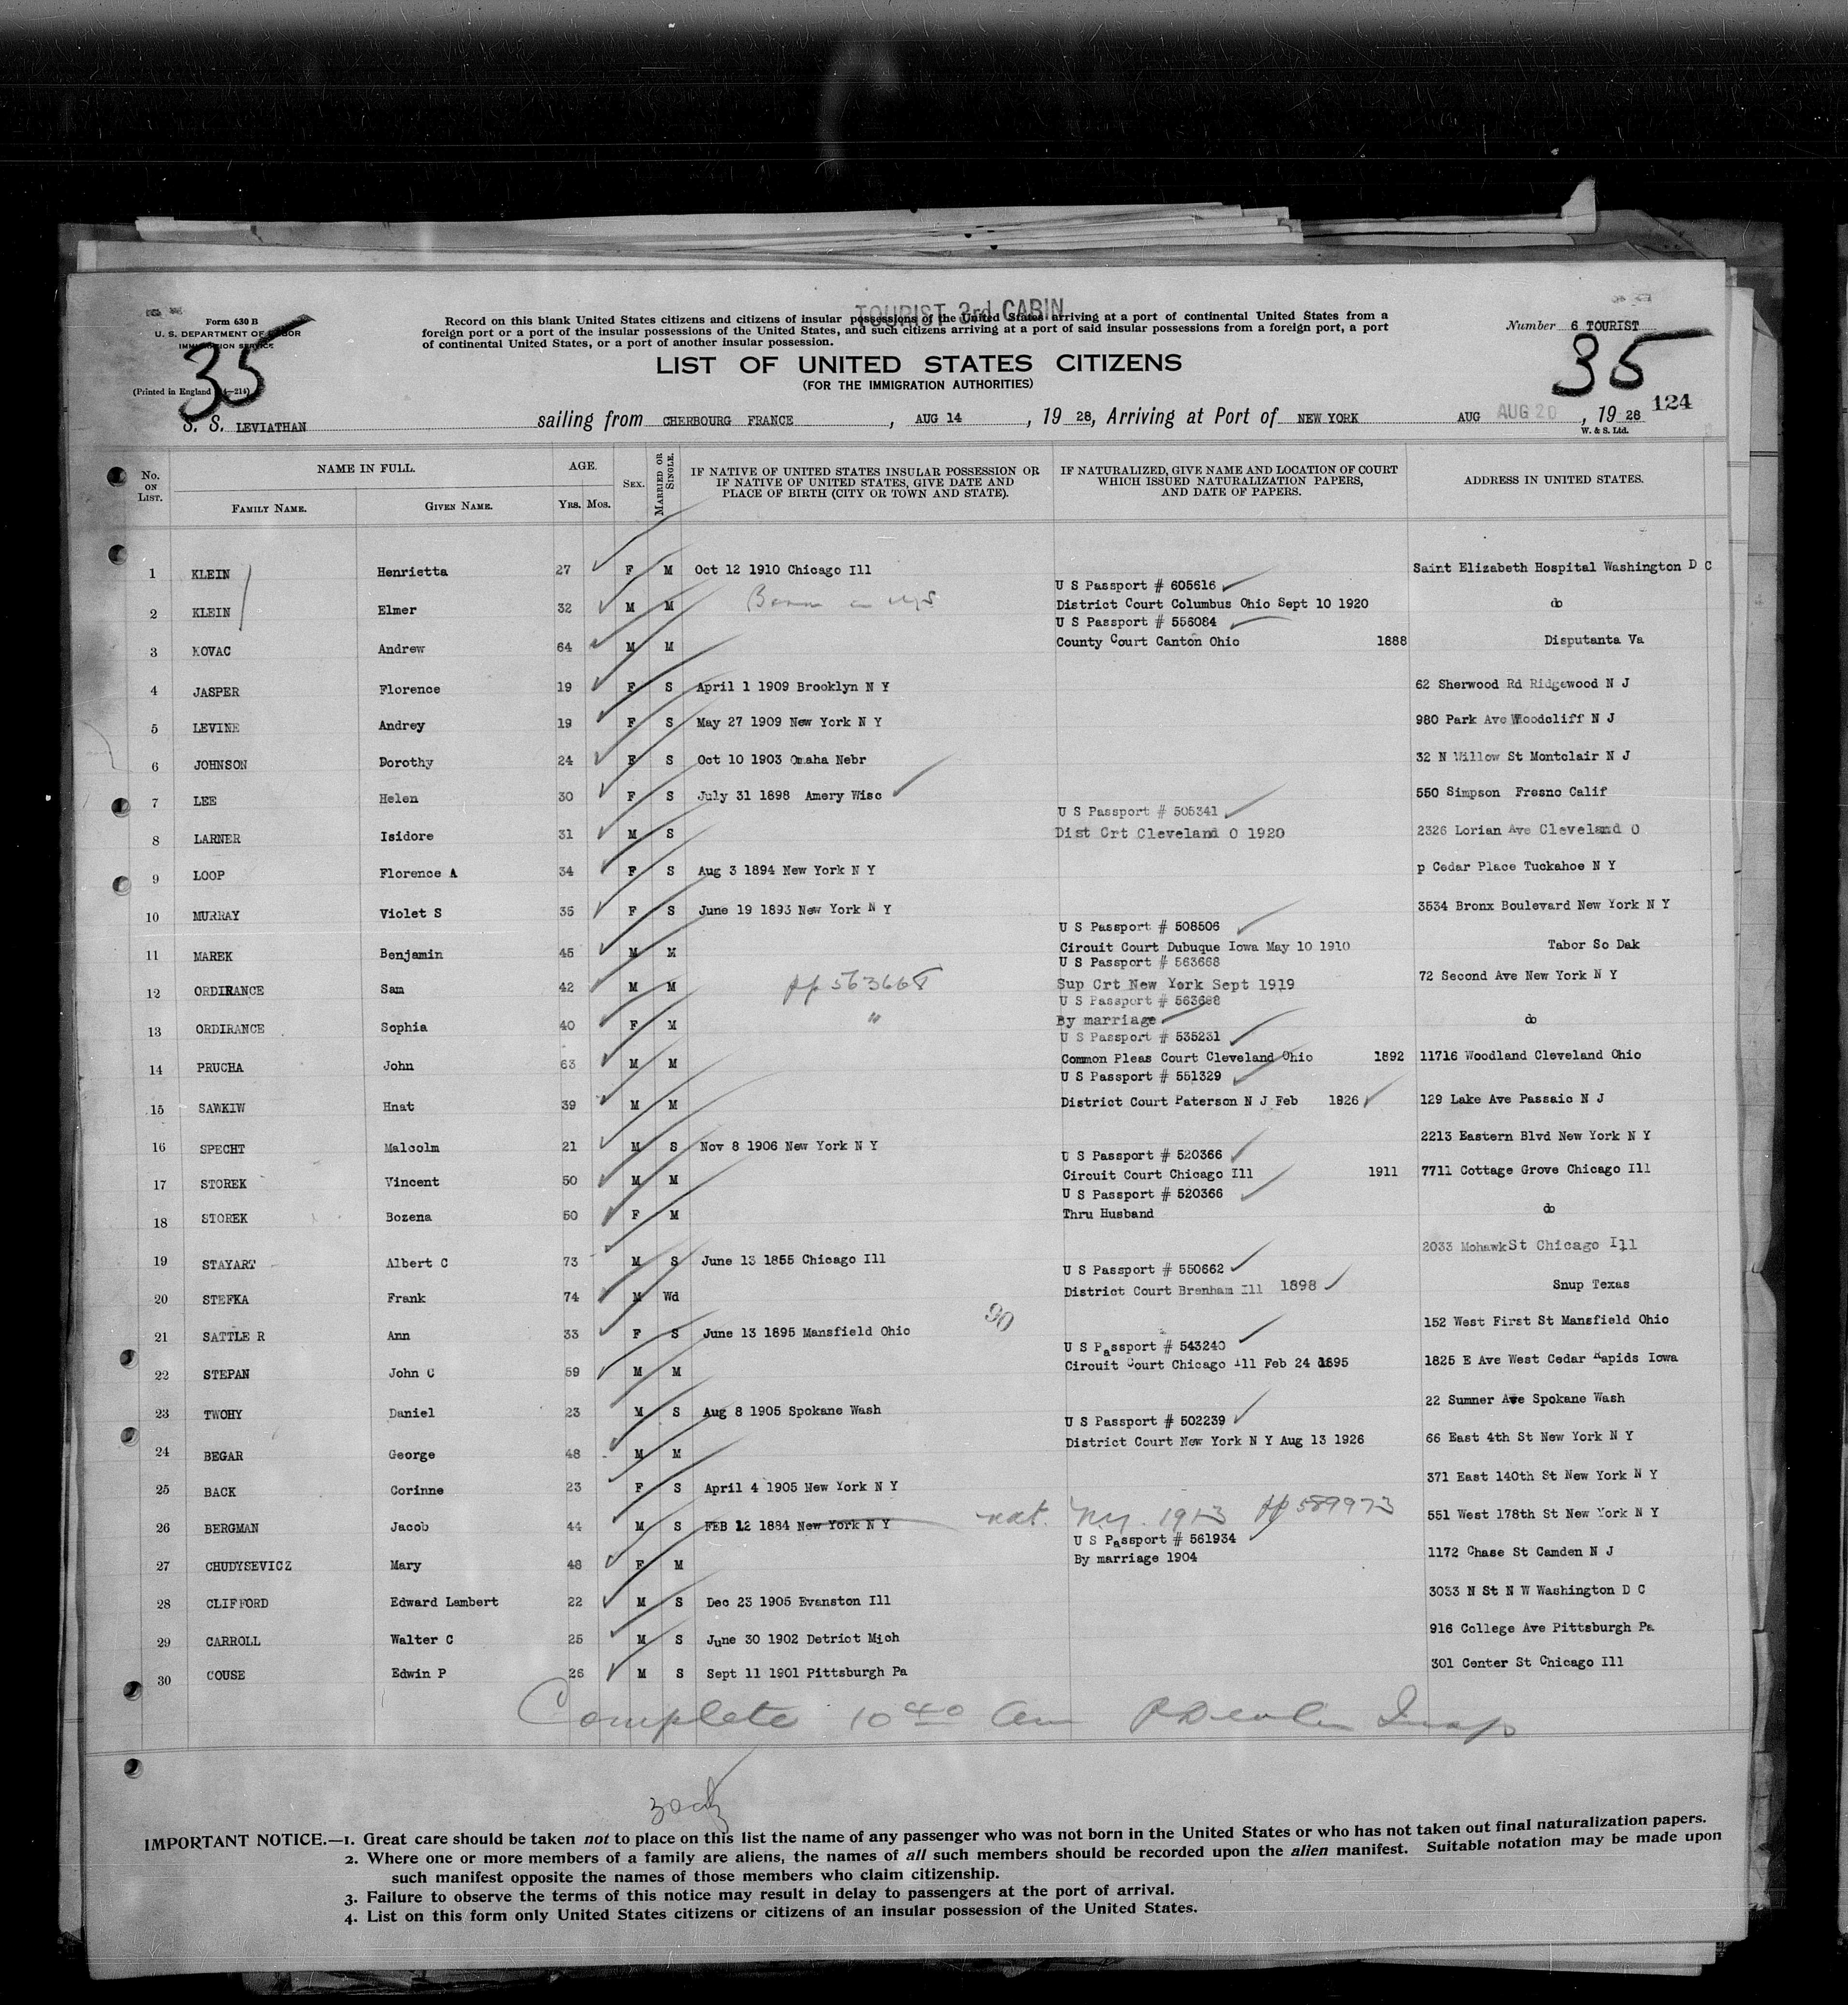 TOURIST 3rd CABIN
Form 630 B
U. S. DEPARTMENT OF LABOR
IMMIGRATION SERVICE
(Printed in England
35
Record on this blank United States citizens and citizens of insular possessions of the United States arriving at a port of continental United States from a
foreign port or a port of the insular possessions of the United States, and such citizens arriving at a port of said insular possessions from a foreign port, a port
of continental United States, or a port of another insular possession.
Number 6 TOURIST
35
124
LIST OF UNITED STATES CITIZENS
(FOR THE IMMIGRATION AUTHORITIES)
S. S. LEVIATHAN sailing from CHERBOURG FRANCE, AUG 14, 19 28, Arriving at Port of NEW YORK AUG AUG 20, 19 28
W. & S. Ltd.
No. ON LIST. NAME IN FULL. FAMILY NAME. GIVEN NAME. AGE. YRS. MOS. SEX. MARRIED OR SINGLE. IF NATIVE OF UNITED STATES INSULAR POSSESSION OR IF NATIVE OF UNITED STATES, GIVE DATE AND PLACE OF BIRTH (CITY OR TOWN AND STATE). IF NATURALIZED, GIVE NAME AND LOCATION OF COURT WHICH ISSUED NATURALIZATION PAPERS, AND DATE OF PAPERS. ADDRESS IN UNITED STATES.
1 KLEIN Henrietta 27 F M Oct 12 1910 Chicago Ill Saint Elizabeth Hospital Washington D C
U S Passport # 605616
2 KLEIN Elmer 32 M M District Court Columbus Ohio Sept 10 1920 do
U S Passport # 556084
3 KOVAC Andrew 64 M M County Court Canton Ohio 1888 Disputanta Va
4 JASPER Florence 19 F S April 1 1909 Brooklyn N Y 62 Sherwood Rd Ridgewood N J
5 LEVINE Andrey 19 F S May 27 1909 New York N Y 980 Park Ave Woodcliff N J
6 JOHNSON Dorothy 24 F S Oct 10 1903 Omaha Nebr 32 N Willow St Montclair N J
7 LEE Helen 30 F S July 31 1898 Amery Wisc 550 Simpson Fresno Calif
U S Passport # 505341
8 LARNER Isidore 31 M S Dist Crt Cleveland O 1920 2326 Lorian Ave Cleveland O
9 LOOP Florence A 34 F S Aug 3 1894 New York N Y p Cedar Place Tuckahoe N Y
10 MURRAY Violet S 35 F S June 19 1893 New York N Y 3534 Bronx Boulevard New York N Y
U S Passport # 508506
11 MAREK Benjamin 45 M M Circuit Court Dubuque Iowa May 10 1910 Tabor So Dak
U S Passport # 563668
12 ORDIRANCE Sam 42 M M pp 563668 Sup Crt New York Sept 1919 72 Second Ave New York N Y
U S Passport # 563668
13 ORDIRANCE Sophia 40 F M " By marriage do
U S Passport # 535231
14 PRUCHA John 63 M M Common Pleas Court Cleveland Ohio 1892 11716 Woodland Cleveland Ohio
U S Passport # 551329
15 SAWKIW Hnat 39 M M District Court Paterson N J Feb 1926 129 Lake Ave Passaic N J
16 SPECHT Malcolm 21 M S Nov 8 1906 New York N Y 2213 Eastern Blvd New York N Y
U S Passport # 520366
17 STOREK Vincent 50 M M Circuit Court Chicago Ill 1911 7711 Cottage Grove Chicago Ill
U S Passport # 520366
18 STOREK Bozena 50 F M Thru Husband do
19 STAYART Albert C 73 M S June 13 1855 Chicago Ill 2033 Mohawk St Chicago Ill
U S Passport # 550662
20 STEFKA Frank 74 M Wd District Court Brenham Ill 1898 Snup Texas
90
21 SATTLE R Ann 33 F S June 13 1895 Mansfield Ohio 152 West First St Mansfield Ohio
U S Passport # 543240
22 STEPAN John C 59 M M Circuit Court Chicago Ill Feb 24 1895 1825 E Ave West Cedar Rapids Iowa
23 TWOHY Daniel 23 M S Aug 8 1905 Spokane Wash 22 Sumner Ave Spokane Wash
U S Passport # 502239
24 BEGAR George 48 M M District Court New York N Y Aug 13 1926 66 East 4th St New York N Y
25 BACK Corinne 23 F S April 4 1905 New York N Y 371 East 140th St New York N Y
26 BERGMAN Jacob 44 M S FEB 12 1884 New York N Y nat. N.Y. 1913 pp 589973 551 West 178th St New York N Y
U S Passport # 561934
27 CHUDYSEVICZ Mary 48 F M By marriage 1904 1172 Chase St Camden N J
28 CLIFFORD Edward Lambert 22 M S Dec 23 1905 Evanston Ill 3033 N St N W Washington D C
29 CARROLL Walter C 25 M S June 30 1902 Detriot Mich 916 College Ave Pittsburgh Pa
30 COUSE Edwin P 26 M S Sept 11 1901 Pittsburgh Pa 301 Center St Chicago Ill
Complete 10 40 am
IMPORTANT NOTICE.—1. Great care should be taken not to place on this list the name of any passenger who was not born in the United States or who has not taken out final naturalization papers.
2. Where one or more members of a family are aliens, the names of all such members should be recorded upon the alien manifest. Suitable notation may be made upon
such manifest opposite the names of those members who claim citizenship.
3. Failure to observe the terms of this notice may result in delay to passengers at the port of arrival.
4. List on this form only United States citizens or citizens of an insular possession of the United States.